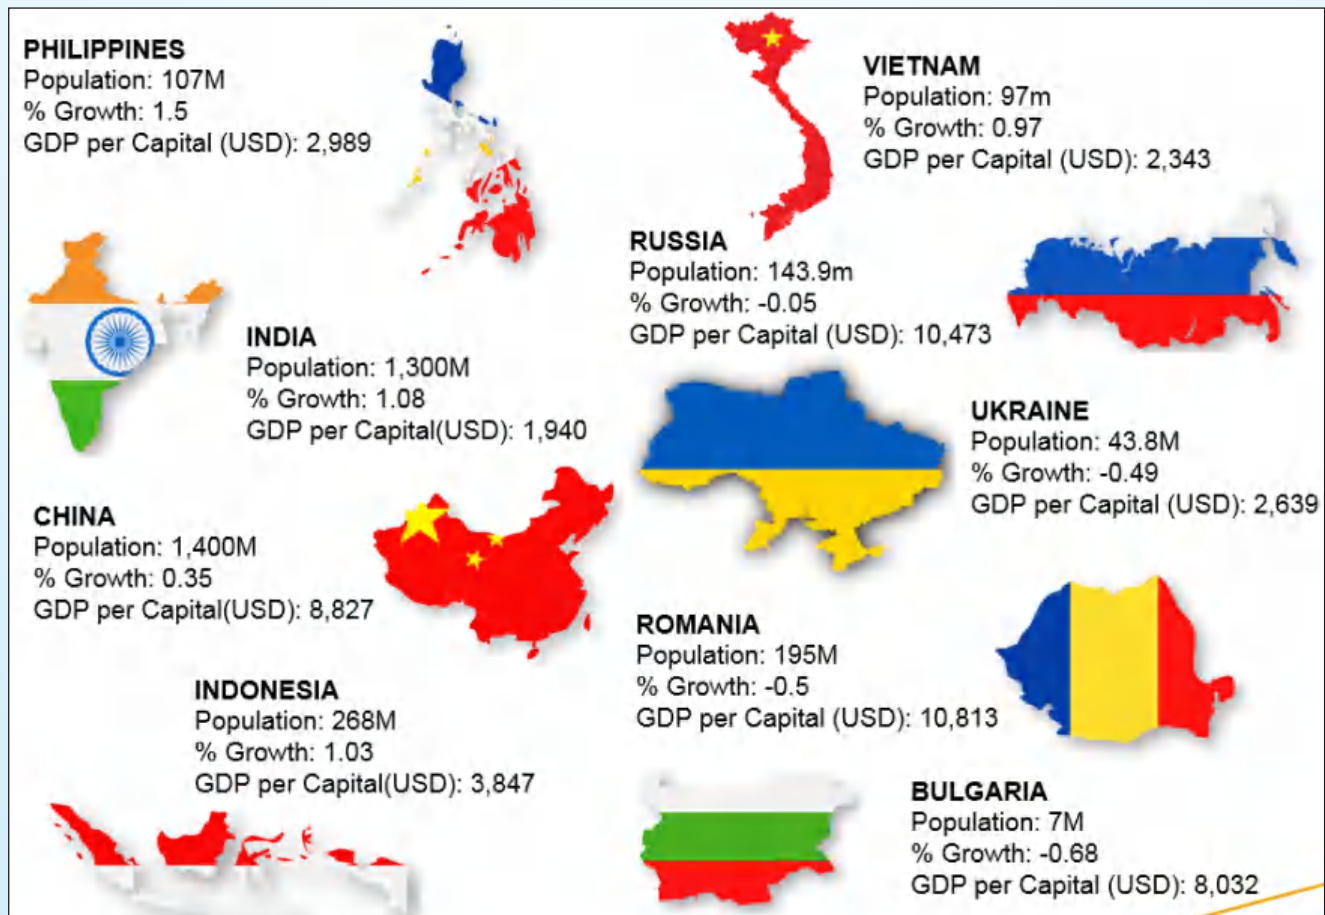 PHILIPPINES
Population: 107M
% Growth: 1.5
GDP per Capital (USD): 2,989
VIETNAM
Population: 97m
% Growth: 0.97
GDP per Capital (USD): 2,343
RUSSIA
Population: 143.9m
% Growth: -0.05
GDP per Capital (USD): 10,473
INDIA
Population: 1,300M
% Growth: 1.08
GDP per Capital(USD): 1,940
UKRAINE
Population: 43.8M
% Growth: -0.49
GDP per Capital (USD): 2,639
CHINA
Population: 1,400M
% Growth: 0.35
GDP per Capital(USD): 8,827
ROMANIA
Population: 195M
% Growth: -0.5
GDP per Capital (USD): 10,813
INDONESIA
Population: 268M
% Growth: 1.03
GDP per Capital(USD): 3,847
BULGARIA
Population: 7M
% Growth: -0.68
GDP per Capital (USD): 8,032